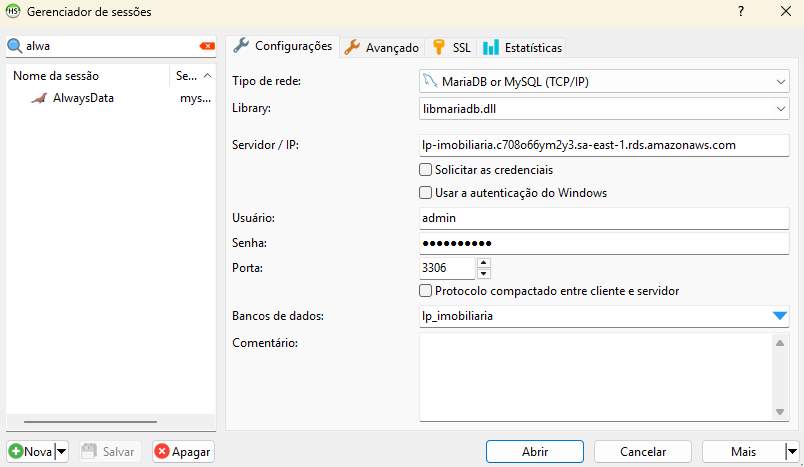 HS Gerenciador de sessões
alwa
Configurações Avançado SSL Estatísticas
Nome da sessão Se...
AlwaysData mys...
Tipo de rede: MariaDB or MySQL (TCP/IP)
Library: libmariadb.dll
Servidor / IP: lp-imobiliaria.c708o66ym2y3.sa-east-1.rds.amazonaws.com
Solicitar as credenciais
Usar a autenticação do Windows
Usuário: admin
Senha: ●●●●●●●●●●
Porta: 3306
Protocolo compactado entre cliente e servidor
Bancos de dados: lp_imobiliaria
Comentário:
Nova Salvar Apagar Abrir Cancelar Mais